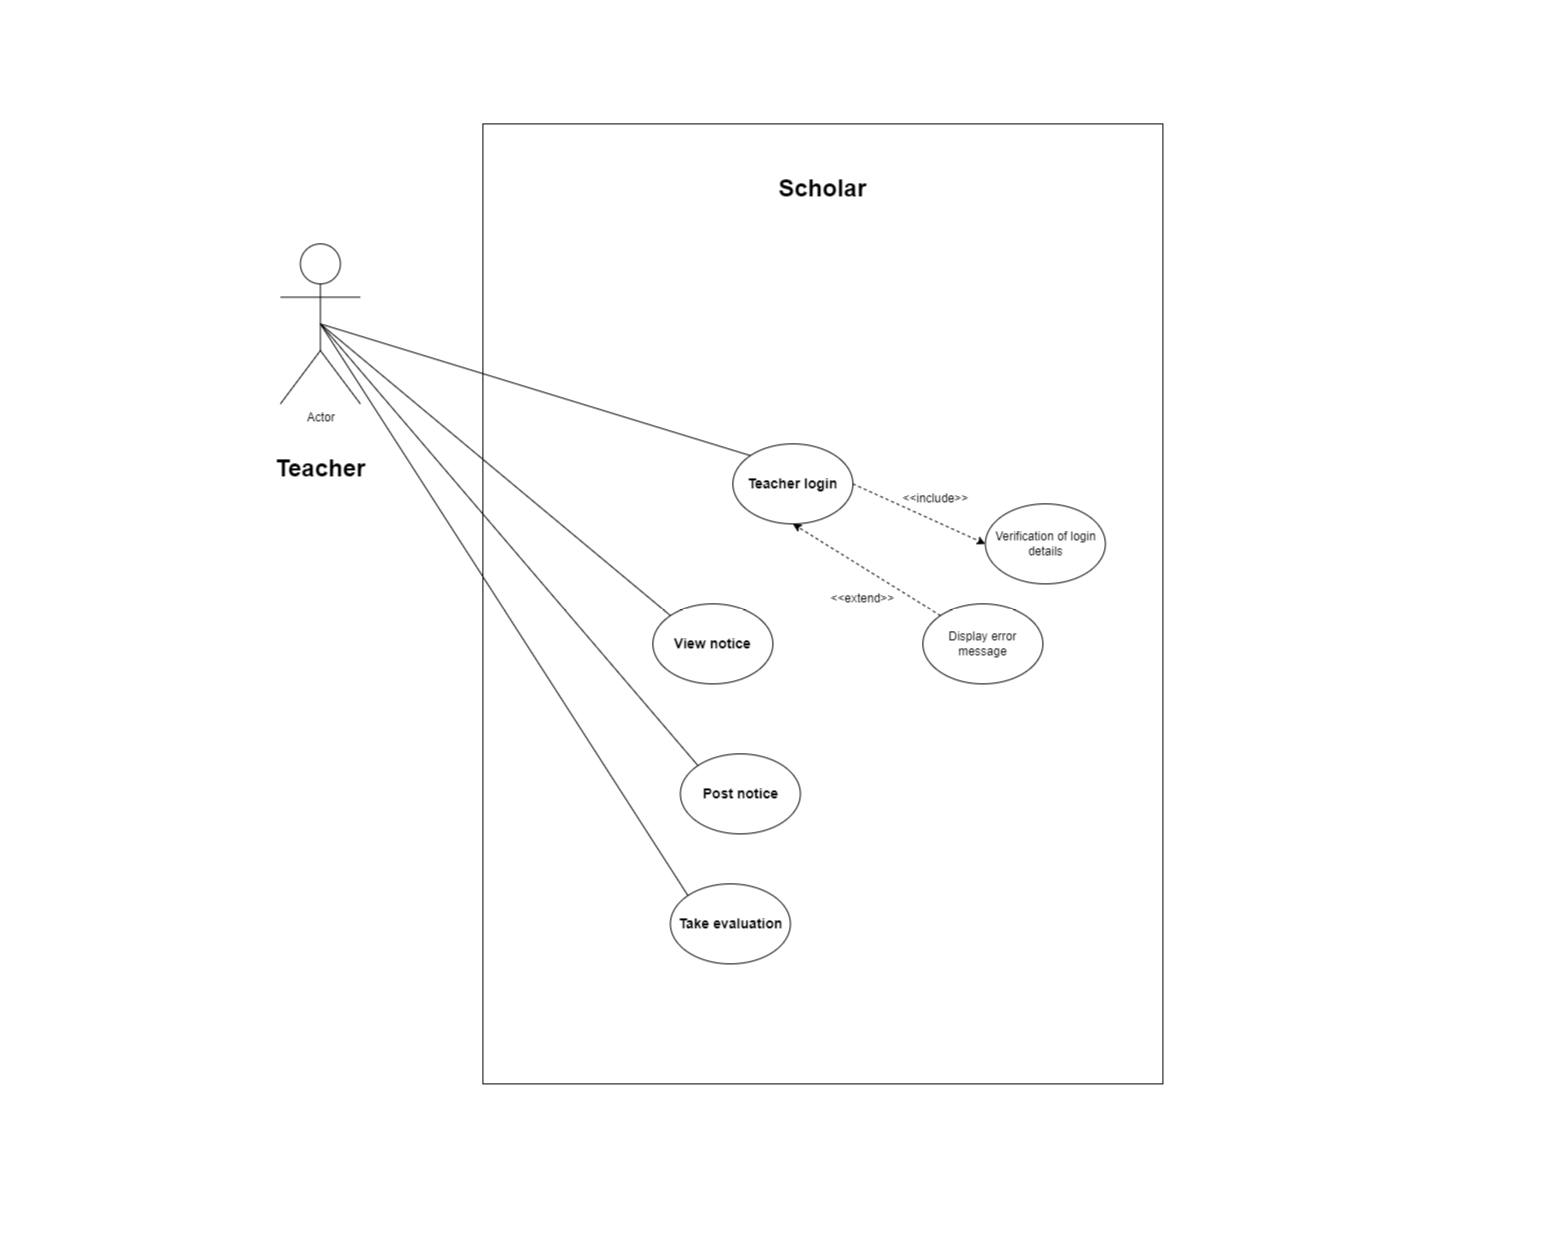 Scholar
Actor
Teacher
Teacher login
<<include>>
Verification of login
details
<<extend>>
View notice
Display error
message
Post notice
Take evaluation